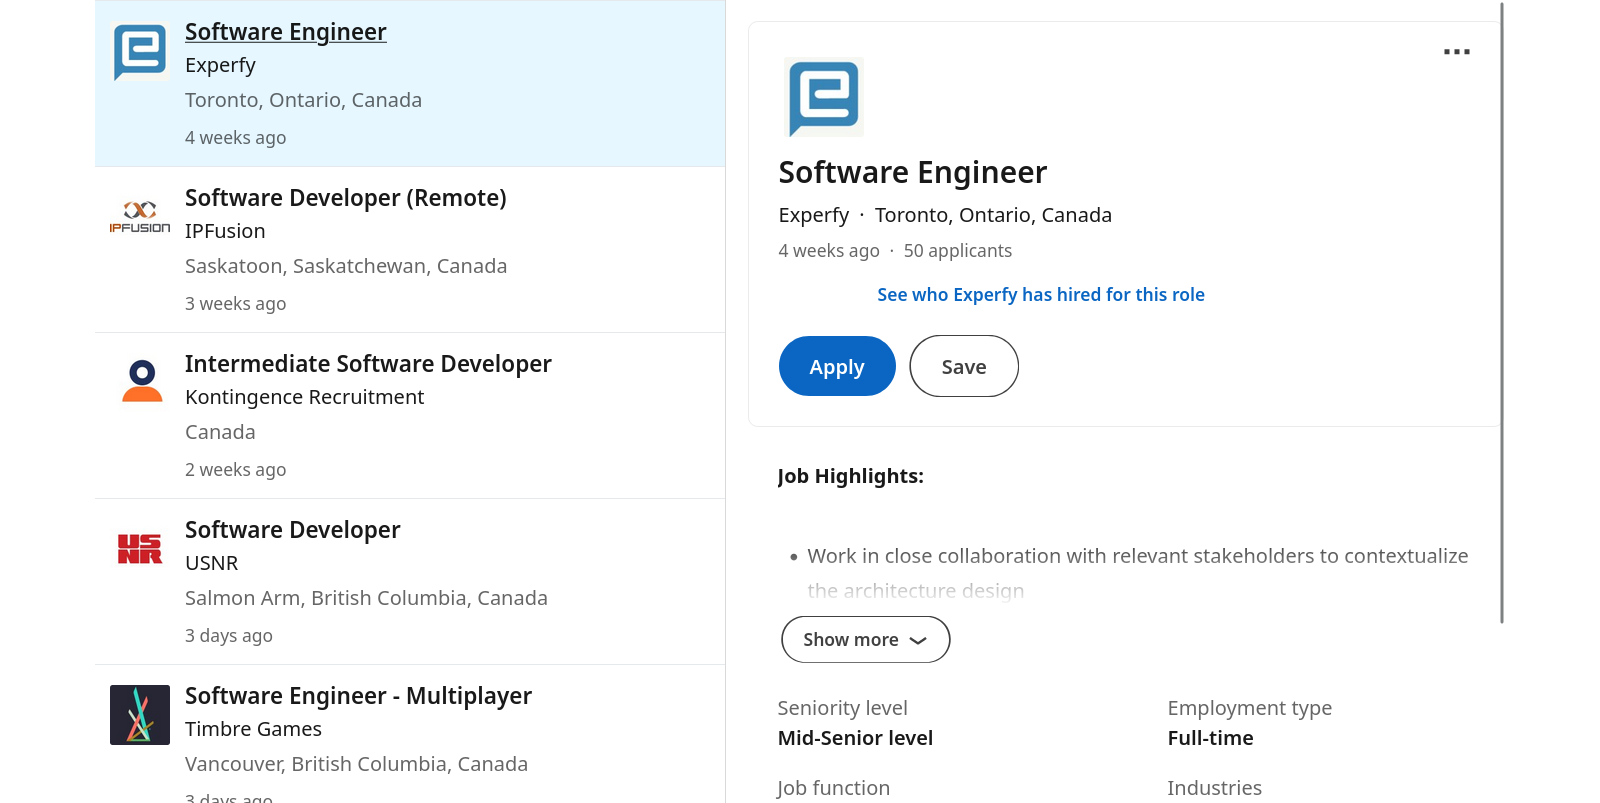 Software Engineer
Experfy
Toronto, Ontario, Canada
4 weeks ago
IPFUSION
Software Developer (Remote)
IPFusion
Saskatoon, Saskatchewan, Canada
3 weeks ago
Intermediate Software Developer
Kontingence Recruitment
Canada
2 weeks ago
US
NR
Software Developer
USNR
Salmon Arm, British Columbia, Canada
3 days ago
Software Engineer - Multiplayer
Timbre Games
Vancouver, British Columbia, Canada
3 days ago
Software Engineer
Experfy · Toronto, Ontario, Canada
4 weeks ago · 50 applicants
See who Experfy has hired for this role
Apply Save
Job Highlights:
• Work in close collaboration with relevant stakeholders to contextualize
the architecture design
Show more
Seniority level
Mid-Senior level
Employment type
Full-time
Job function
Industries